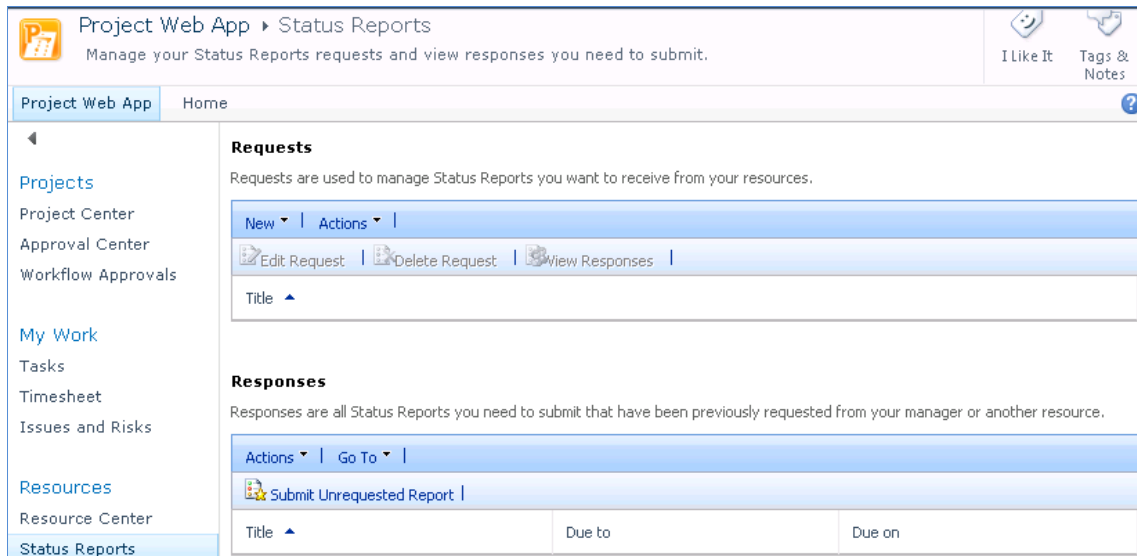 Project Web App ▸ Status Reports
Manage your Status Reports requests and view responses you need to submit.
I Like It
Tags &
Notes
Project Web App
Home
Projects
Project Center
Approval Center
Workflow Approvals
My Work
Tasks
Timesheet
Issues and Risks
Resources
Resource Center
Status Reports
Requests
Requests are used to manage Status Reports you want to receive from your resources.
New | Actions |
Edit Request | Delete Request | View Responses |
Title
Responses
Responses are all Status Reports you need to submit that have been previously requested from your manager or another resource.
Actions | Go To |
Submit Unrequested Report |
Title Due to Due on